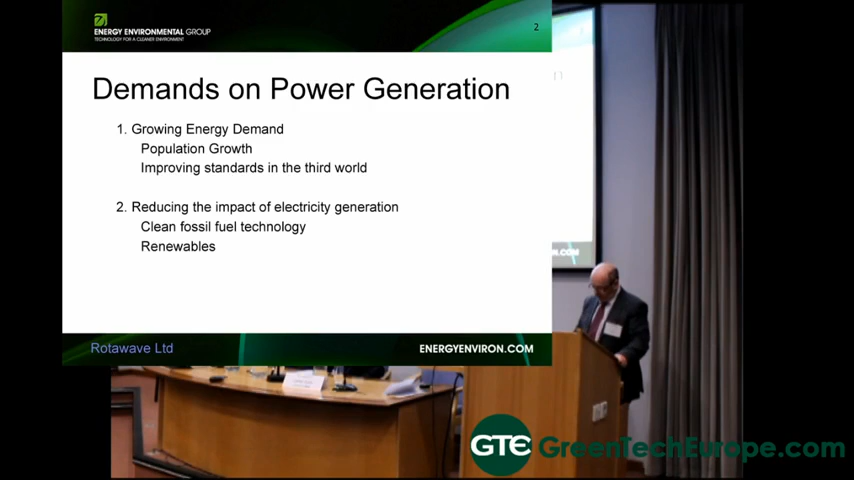 ENERGY ENVIRONMENTAL GROUP
TECHNOLOGY FOR A CLEANER ENVIRONMENT
2
Demands on Power Generation
1. Growing Energy Demand
Population Growth
Improving standards in the third world
2. Reducing the impact of electricity generation
Clean fossil fuel technology
Renewables
Rotawave Ltd
ENERGYENVIRON.COM
N.COM
GTE GreenTechEurope.com